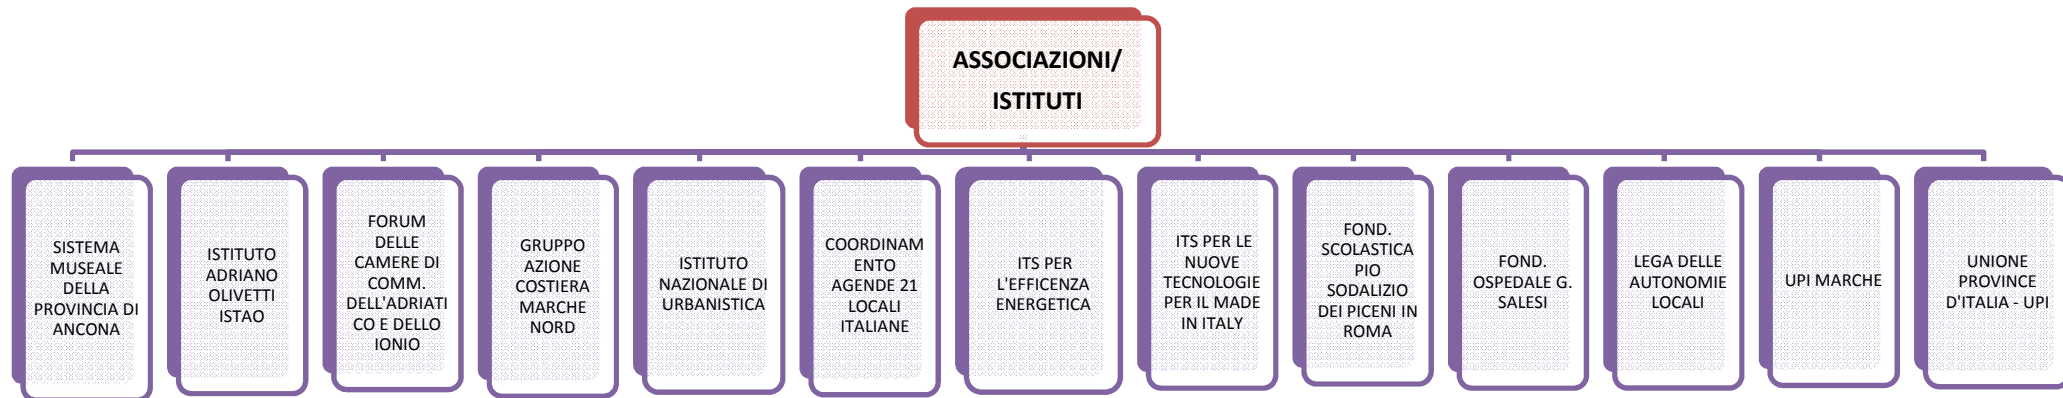 ASSOCIAZIONI/
ISTITUTI
SISTEMA
MUSEALE
DELLA
PROVINCIA DI
ANCONA
ISTITUTO
ADRIANO
OLIVETTI
ISTAO
FORUM
DELLE
CAMERE DI
COMM.
DELL'ADRIATI
CO E DELLO
IONIO
GRUPPO
AZIONE
COSTIERA
MARCHE
NORD
ISTITUTO
NAZIONALE DI
URBANISTICA
COORDINAM
ENTO
AGENDE 21
LOCALI
ITALIANE
ITS PER
L'EFFICENZA
ENERGETICA
ITS PER LE
NUOVE
TECNOLOGIE
PER IL MADE
IN ITALY
FOND.
SCOLASTICA
PIO
SODALIZIO
DEI PICENI IN
ROMA
FOND.
OSPEDALE G.
SALESI
LEGA DELLE
AUTONOMIE
LOCALI
UPI MARCHE
UNIONE
PROVINCE
D'ITALIA - UPI